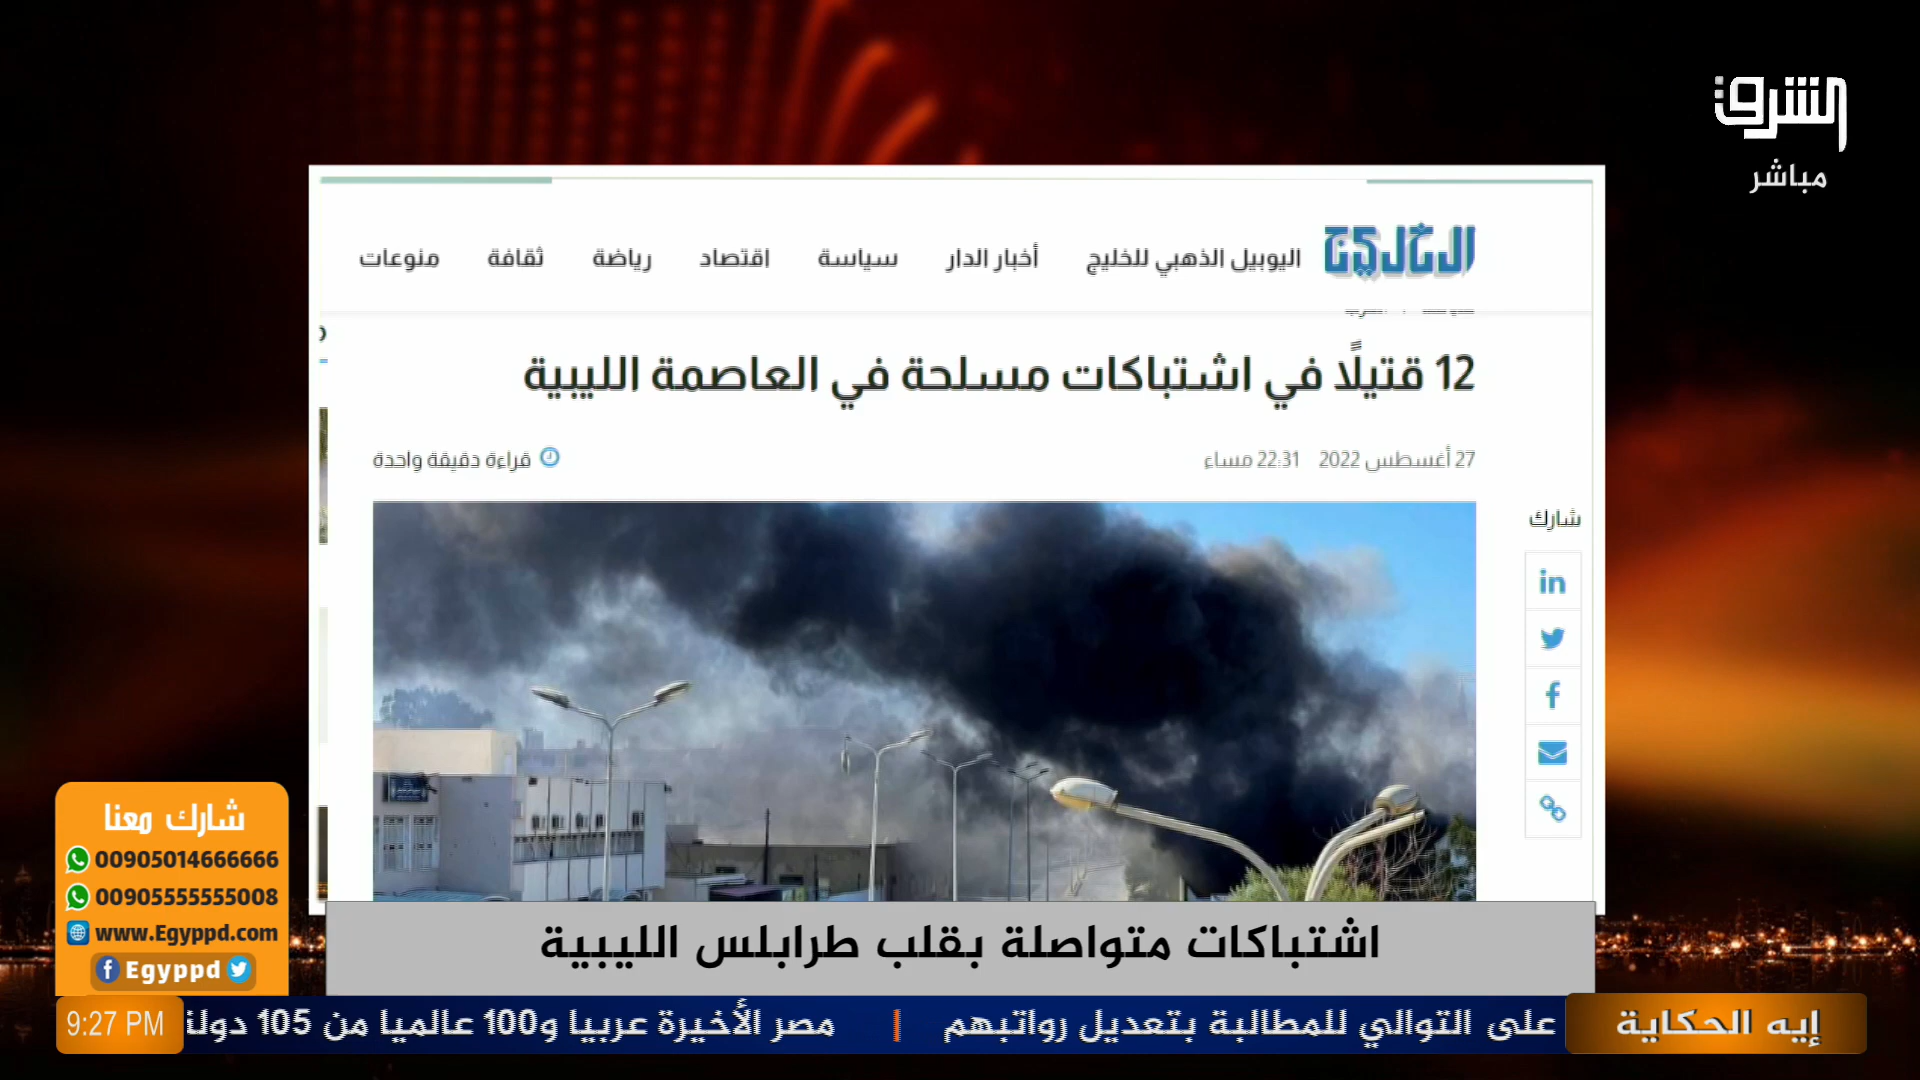 الشرق
مباشر
الخليج
اليوبيل الذهبي للخليج
أخبار الدار
سياسة
اقتصاد
رياضة
ثقافة
منوعات
12 قتيلاً في اشتباكات مسلحة في العاصمة الليبية
27 أغسطس 2022 22:31 مساء
قراءة دقيقة واحدة
شارك
شارك معنا
00905014666666
00905555555008
www.Egyppd.com
Egyppd
اشتباكات متواصلة بقلب طرابلس الليبية
إيه الحكاية
على التوالي للمطالبة بتعديل رواتبهم | مصر الأخيرة عربيا و100 عالميا من 105 دولة
9:27 PM